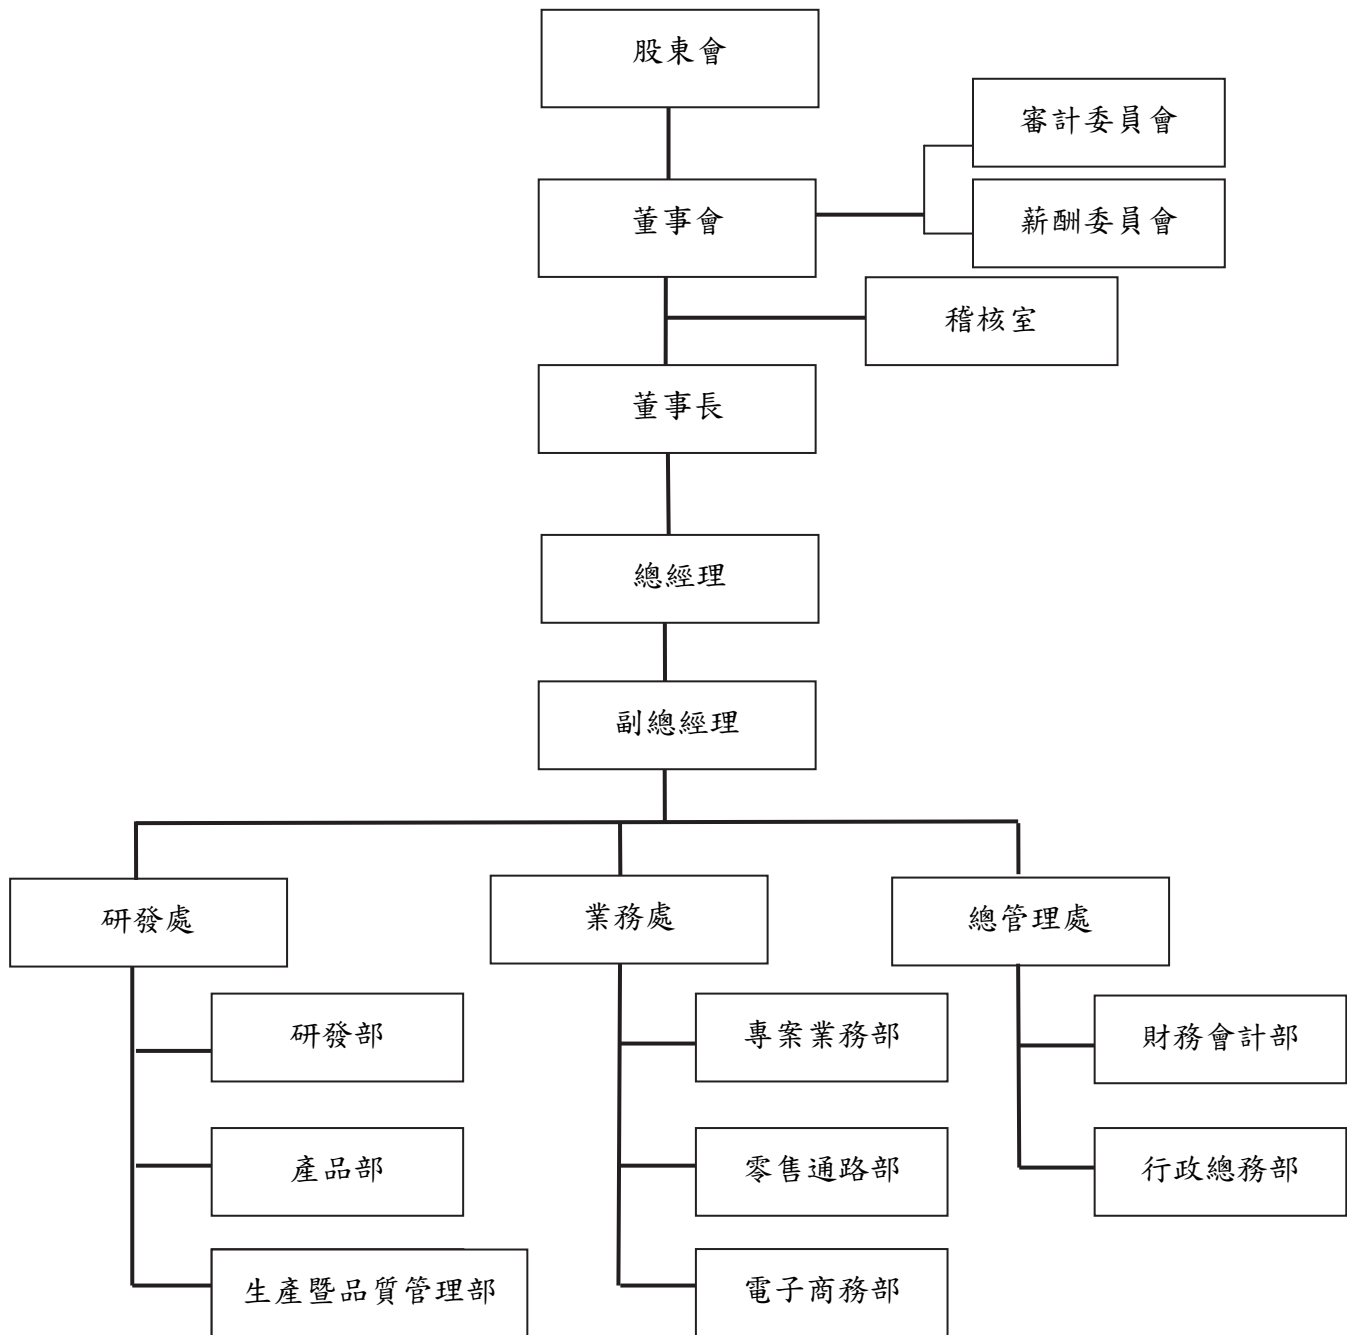 股東會
審計委員會
董事會
薪酬委員會
稽核室
董事長
總經理
副總經理
研發處
業務處
總管理處
研發部
專案業務部
財務會計部
產品部
零售通路部
行政總務部
生產暨品質管理部
電子商務部